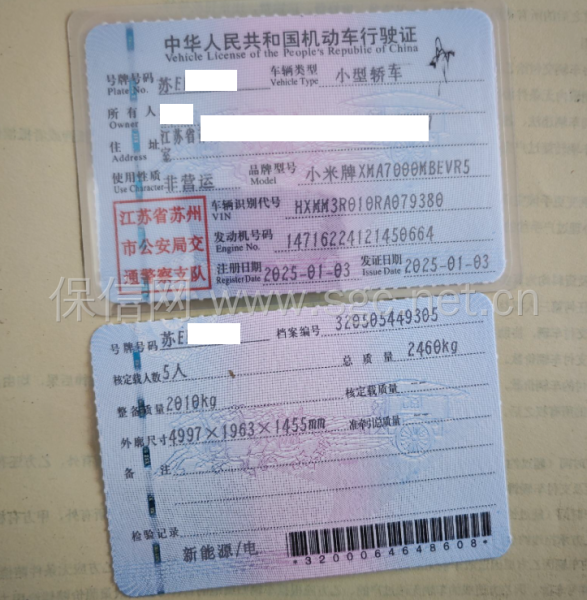 中华人民共和国机动车行驶证
Vehicle License of the People's Republic of China
号牌号码 苏E 车辆类型 小型轿车
Plate No. Vehicle Type
所有人
Owner
住址 江苏省
Address 室
使用性质 非营运 品牌型号 小米牌XMA7000MBEVR5
Use Character Model
江苏省苏州
市公安局交
通警察支队
车辆识别代号 HXMM3R010RA079380
VIN
发动机号码 14716224121450664
Engine No.
注册日期 2025-01-03 发证日期 2025-01-03
Register Date Issue Date
保信网 www.sgc.net.cn
号牌号码 苏E 档案编号 320505449305
核定载人数 5人 总质量 2460kg
整备质量 2010kg 核定载质量 --
外廓尺寸 4997×1963×1455mm 准牵引总质量 --
备注
检验记录
新能源/电
*3200064648608*